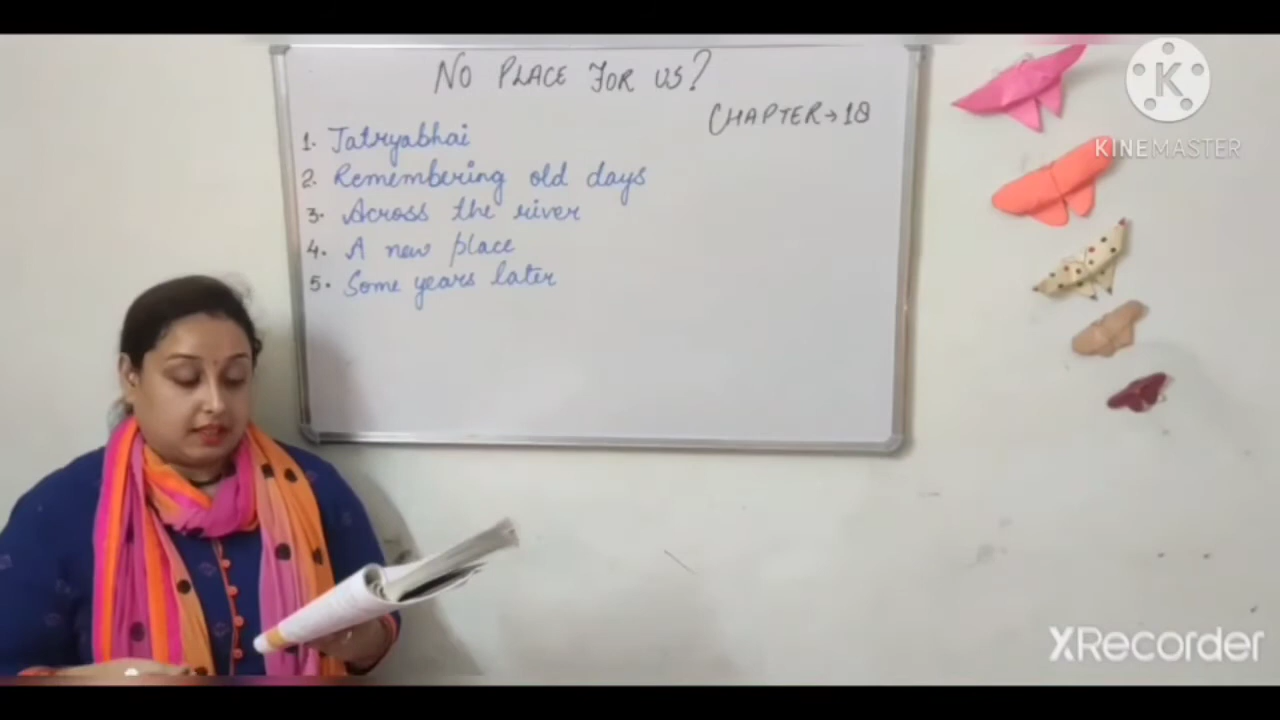 NO PLACE FOR US?
CHAPTER→18
1. Jatryabhai
2. Remembering old days
3. Across the river
4. A new place
5. Some years later
K
KINEMASTER
XRecorder